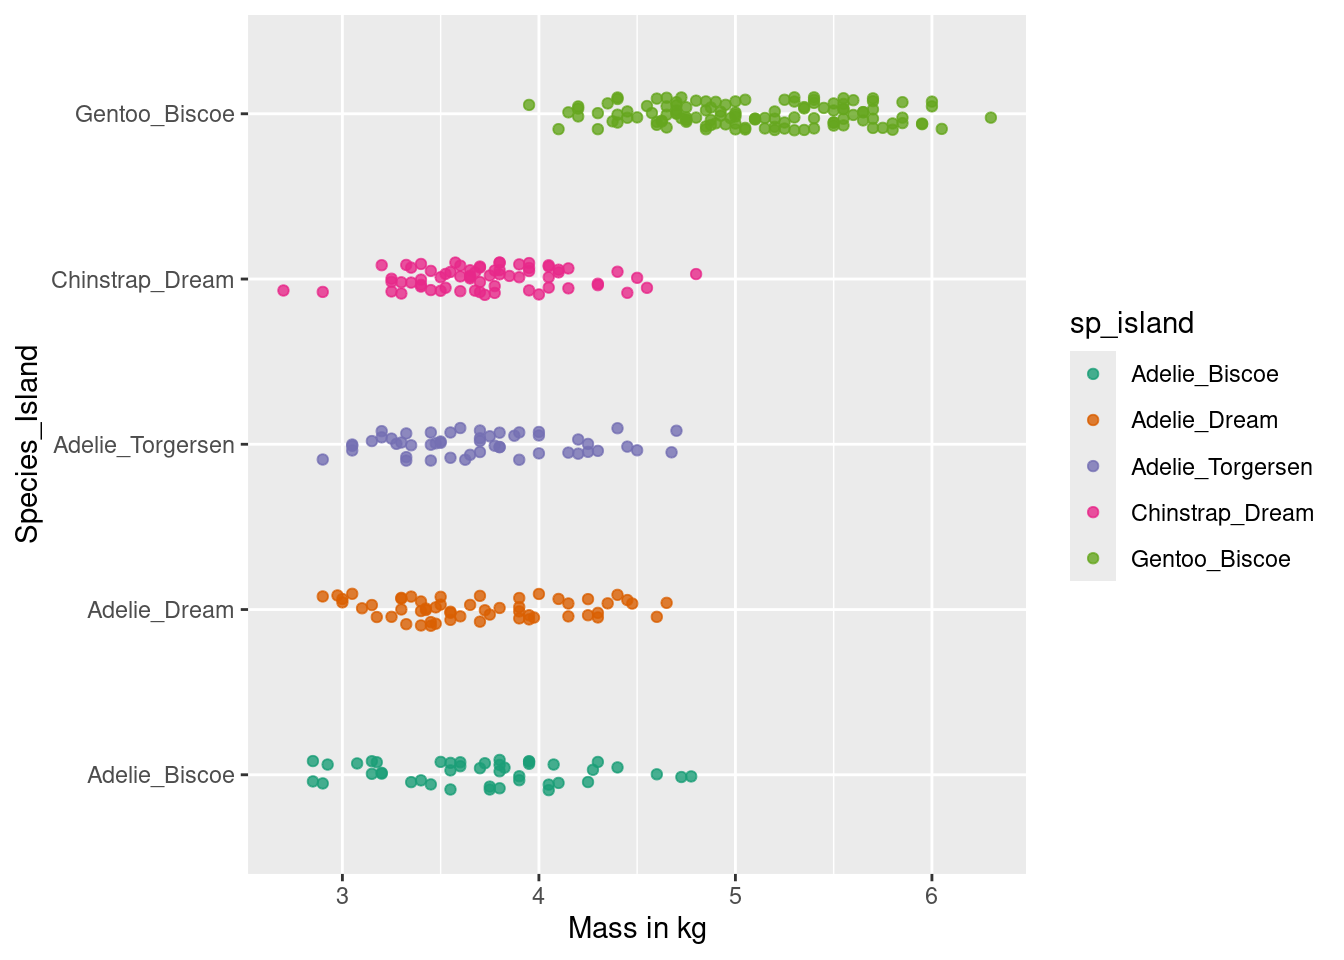 Species_Island
Gentoo_Biscoe
Chinstrap_Dream
Adelie_Torgersen
Adelie_Dream
Adelie_Biscoe
3 4 5 6
Mass in kg
sp_island
Adelie_Biscoe
Adelie_Dream
Adelie_Torgersen
Chinstrap_Dream
Gentoo_Biscoe